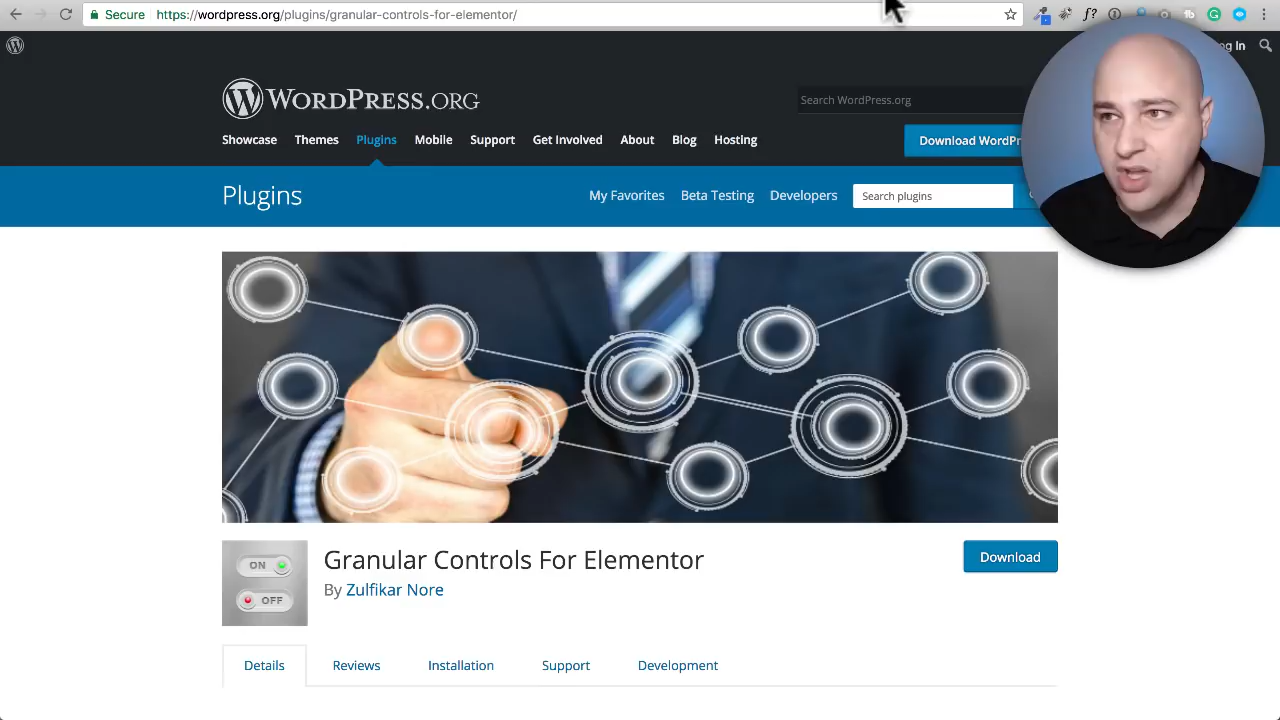 Secure https://wordpress.org/plugins/granular-controls-for-elementor/
Log In
WORDPRESS.ORG
Search WordPress.org
Showcase Themes Plugins Mobile Support Get Involved About Blog Hosting
Download WordPr
Plugins
My Favorites Beta Testing Developers Search plugins
ON
OFF
Granular Controls For Elementor
Download
By Zulfikar Nore
Details Reviews Installation Support Development